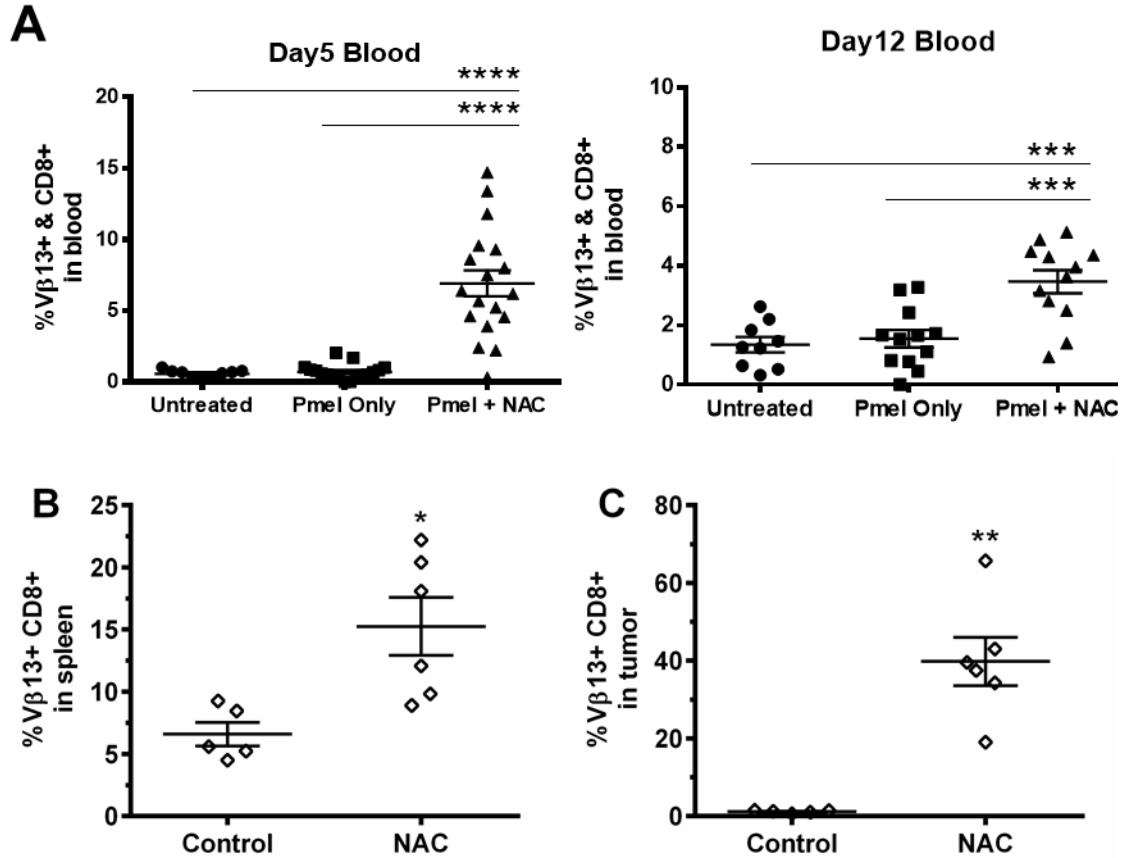 A
Day5 Blood
****
****
%Vβ13+ & CD8+
in blood
20
15
10
5
0
Untreated
Pmel Only
Pmel + NAC
Day12 Blood
***
***
%Vβ13+ & CD8+
in blood
10
8
6
4
2
0
Untreated
Pmel Only
Pmel + NAC
B
*
%Vβ13+ CD8+
in spleen
25
20
15
10
5
0
Control
NAC
C
**
%Vβ13+ CD8+
in tumor
80
60
40
20
0
Control
NAC